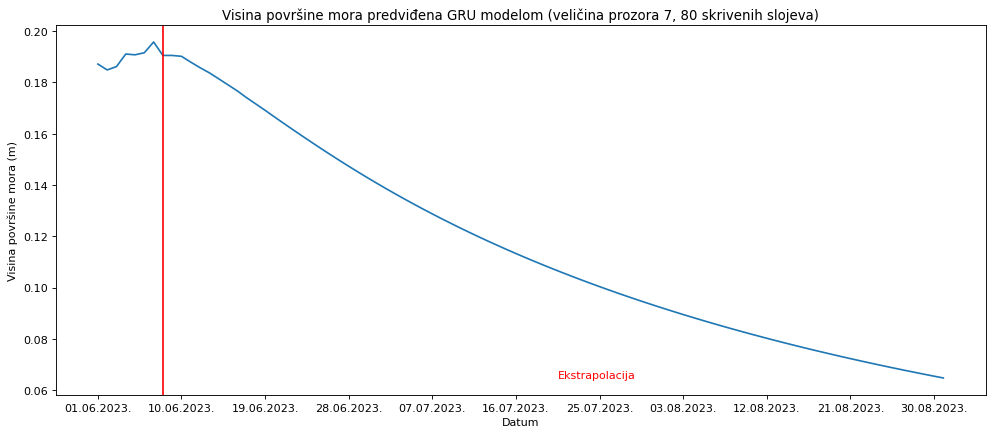 Visina površine mora predviđena GRU modelom (veličina prozora 7, 80 skrivenih slojeva)
Visina površine mora (m)
0.20
0.18
0.16
0.14
0.12
0.10
0.08
0.06
Ekstrapolacija
01.06.2023. 10.06.2023. 19.06.2023. 28.06.2023. 07.07.2023. 16.07.2023. 25.07.2023. 03.08.2023. 12.08.2023. 21.08.2023. 30.08.2023.
Datum